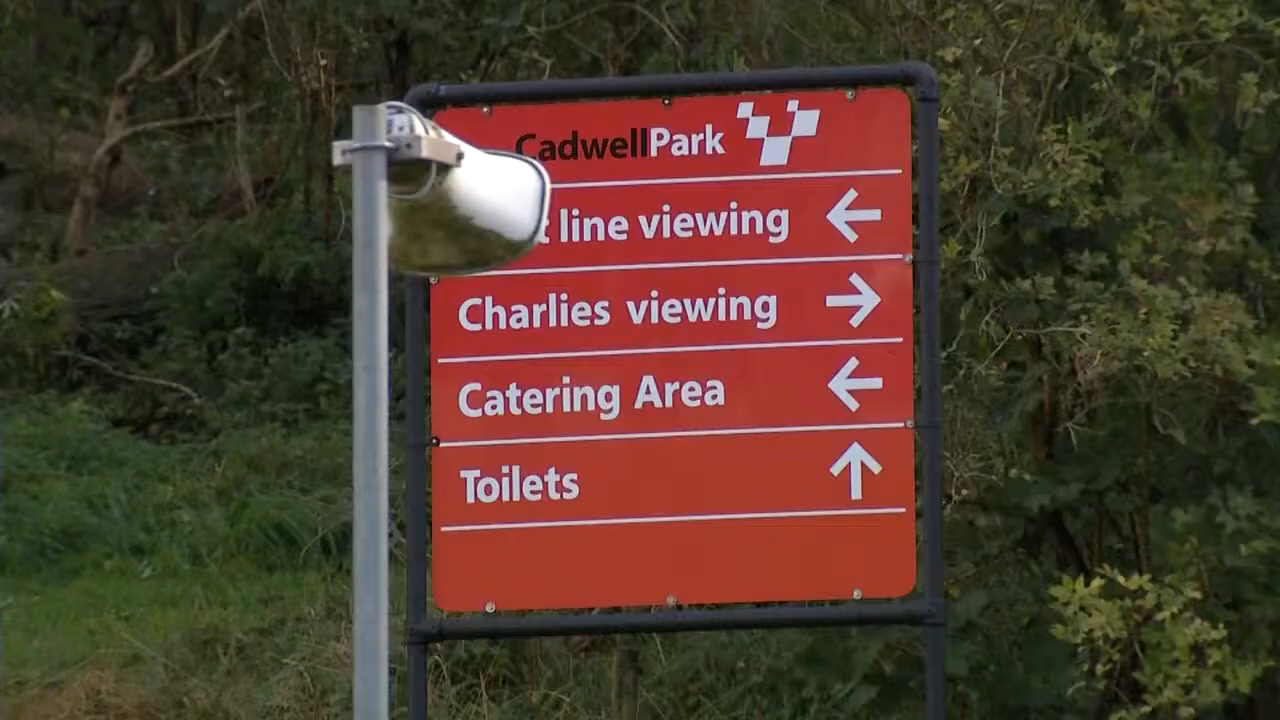 CadwellPark
line viewing
Charlies viewing
Catering Area
Toilets